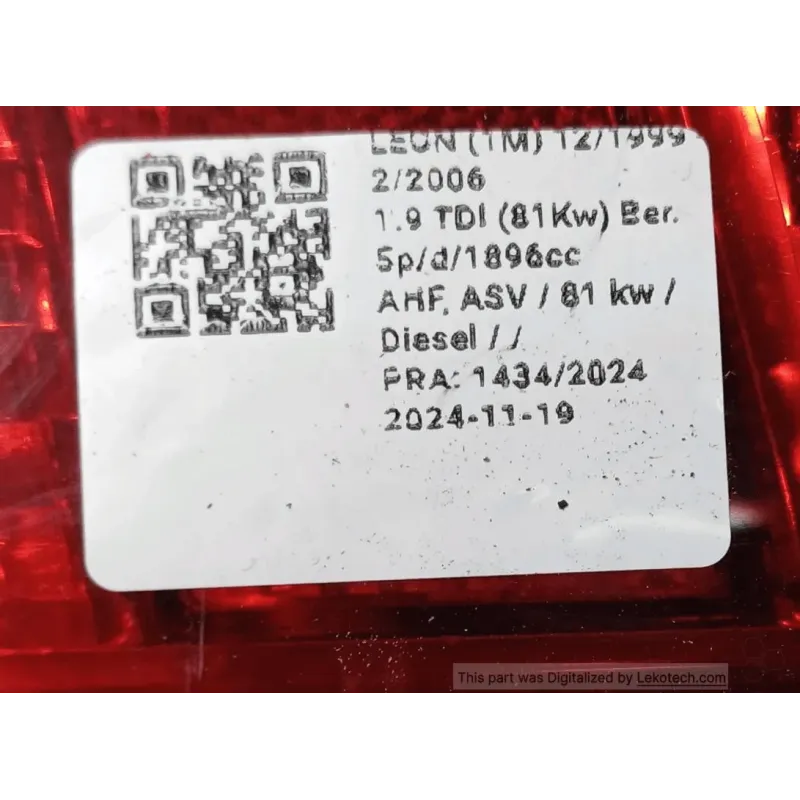 LEON (1M) 12/1999
2/2006
1.9 TDI (81Kw) Ber.
5p/d/1896cc
AHF, ASV / 81 kw /
Diesel / /
PRA: 1434/2024
2024-11-19
This part was Digitalized by Lekotech.com